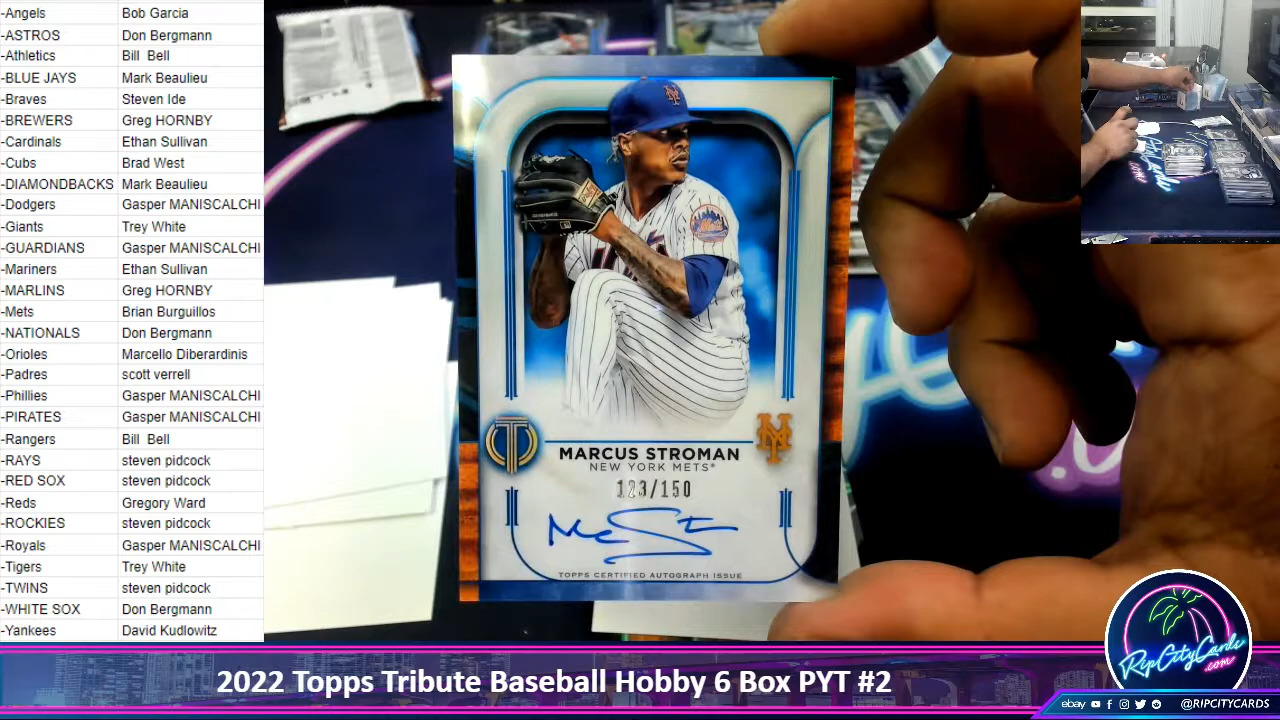 -Angels Bob Garcia
-ASTROS Don Bergmann
-Athletics Bill Bell
-BLUE JAYS Mark Beaulieu
-Braves Steven Ide
-BREWERS Greg HORNBY
-Cardinals Ethan Sullivan
-Cubs Brad West
-DIAMONDBACKS Mark Beaulieu
-Dodgers Gasper MANISCALCHI
-Giants Trey White
-GUARDIANS Gasper MANISCALCHI
-Mariners Ethan Sullivan
-MARLINS Greg HORNBY
-Mets Brian Burguillos
-NATIONALS Don Bergmann
-Orioles Marcello Diberardinis
-Padres scott verrell
-Phillies Gasper MANISCALCHI
-PIRATES Gasper MANISCALCHI
-Rangers Bill Bell
-RAYS steven pidcock
-RED SOX steven pidcock
-Reds Gregory Ward
-ROCKIES steven pidcock
-Royals Gasper MANISCALCHI
-Tigers Trey White
-TWINS steven pidcock
-WHITE SOX Don Bergmann
-Yankees David Kudlowitz
MARCUS STROMAN
NEW YORK METS®
123/150
TOPPS CERTIFIED AUTOGRAPH ISSUE
RipCityCards
.com
2022 Topps Tribute Baseball Hobby 6 Box PYT #2
ebay @RIPCITYCARDS